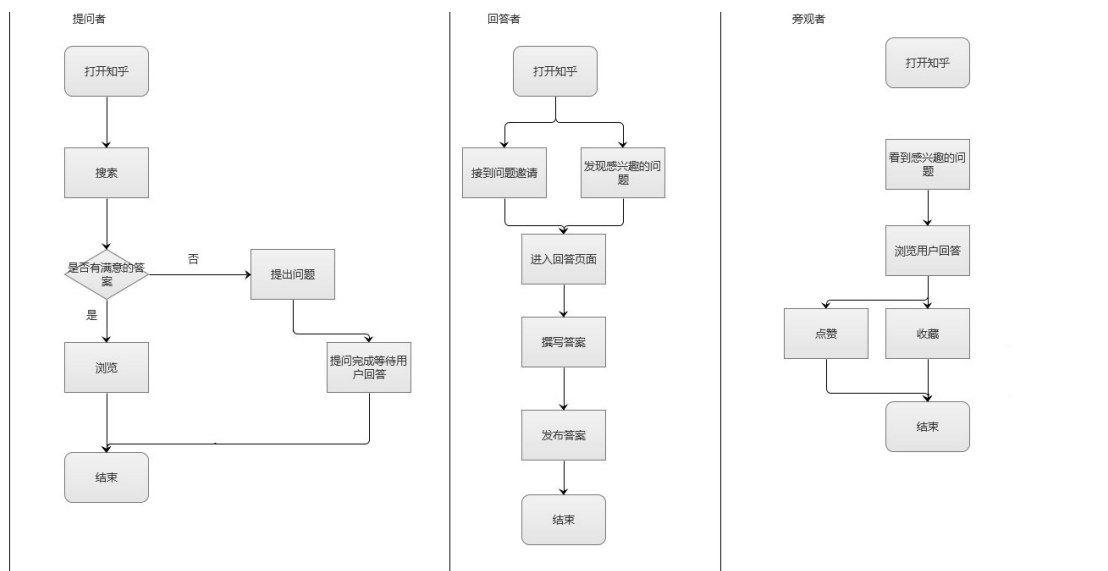 提问者
打开知乎
搜索
是否有满意的答
案
否
提出问题
是
浏览
提问完成等待用
户回答
结束
回答者
打开知乎
接到问题邀请
发现感兴趣的问
题
进入回答页面
撰写答案
发布答案
结束
旁观者
打开知乎
看到感兴趣的问
题
浏览用户回答
点赞
收藏
结束